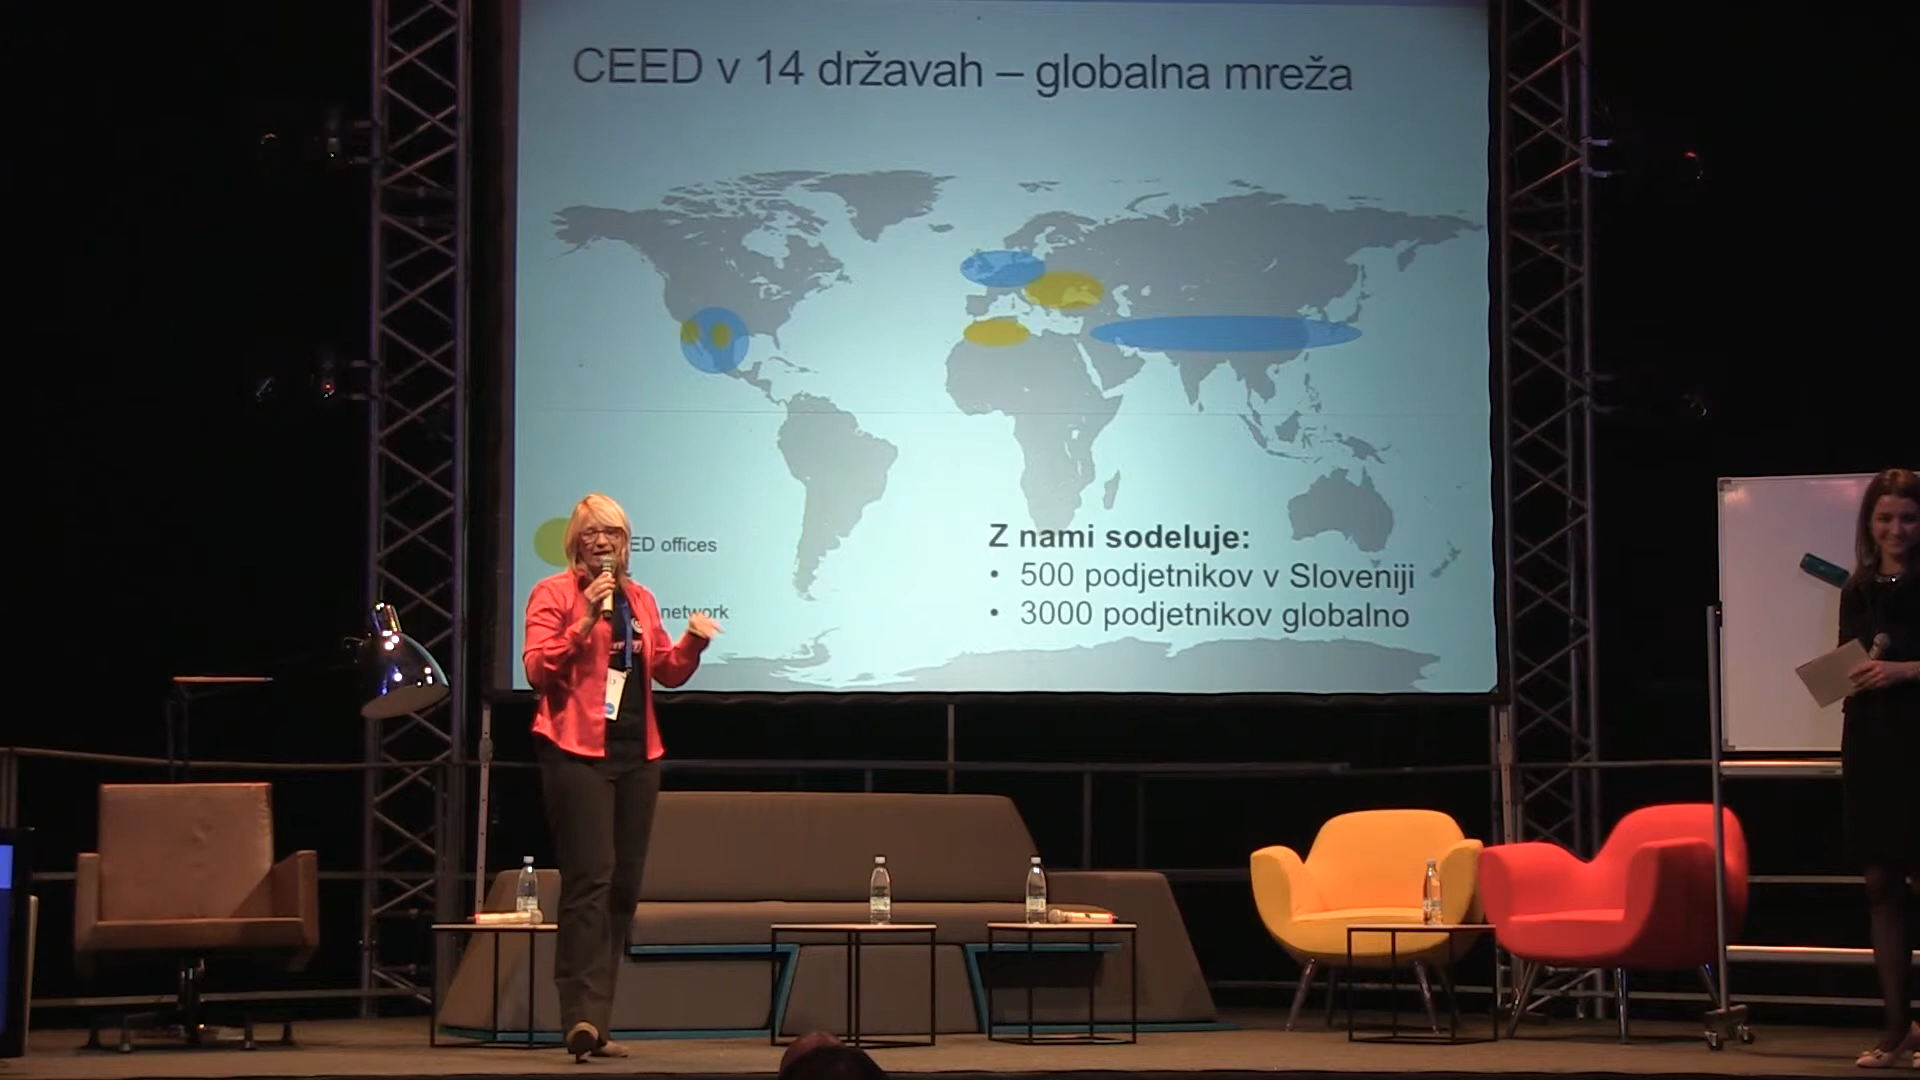 CEED v 14 državah – globalna mreža
ED offices
network
Z nami sodeluje:
• 500 podjetnikov v Sloveniji
• 3000 podjetnikov globalno